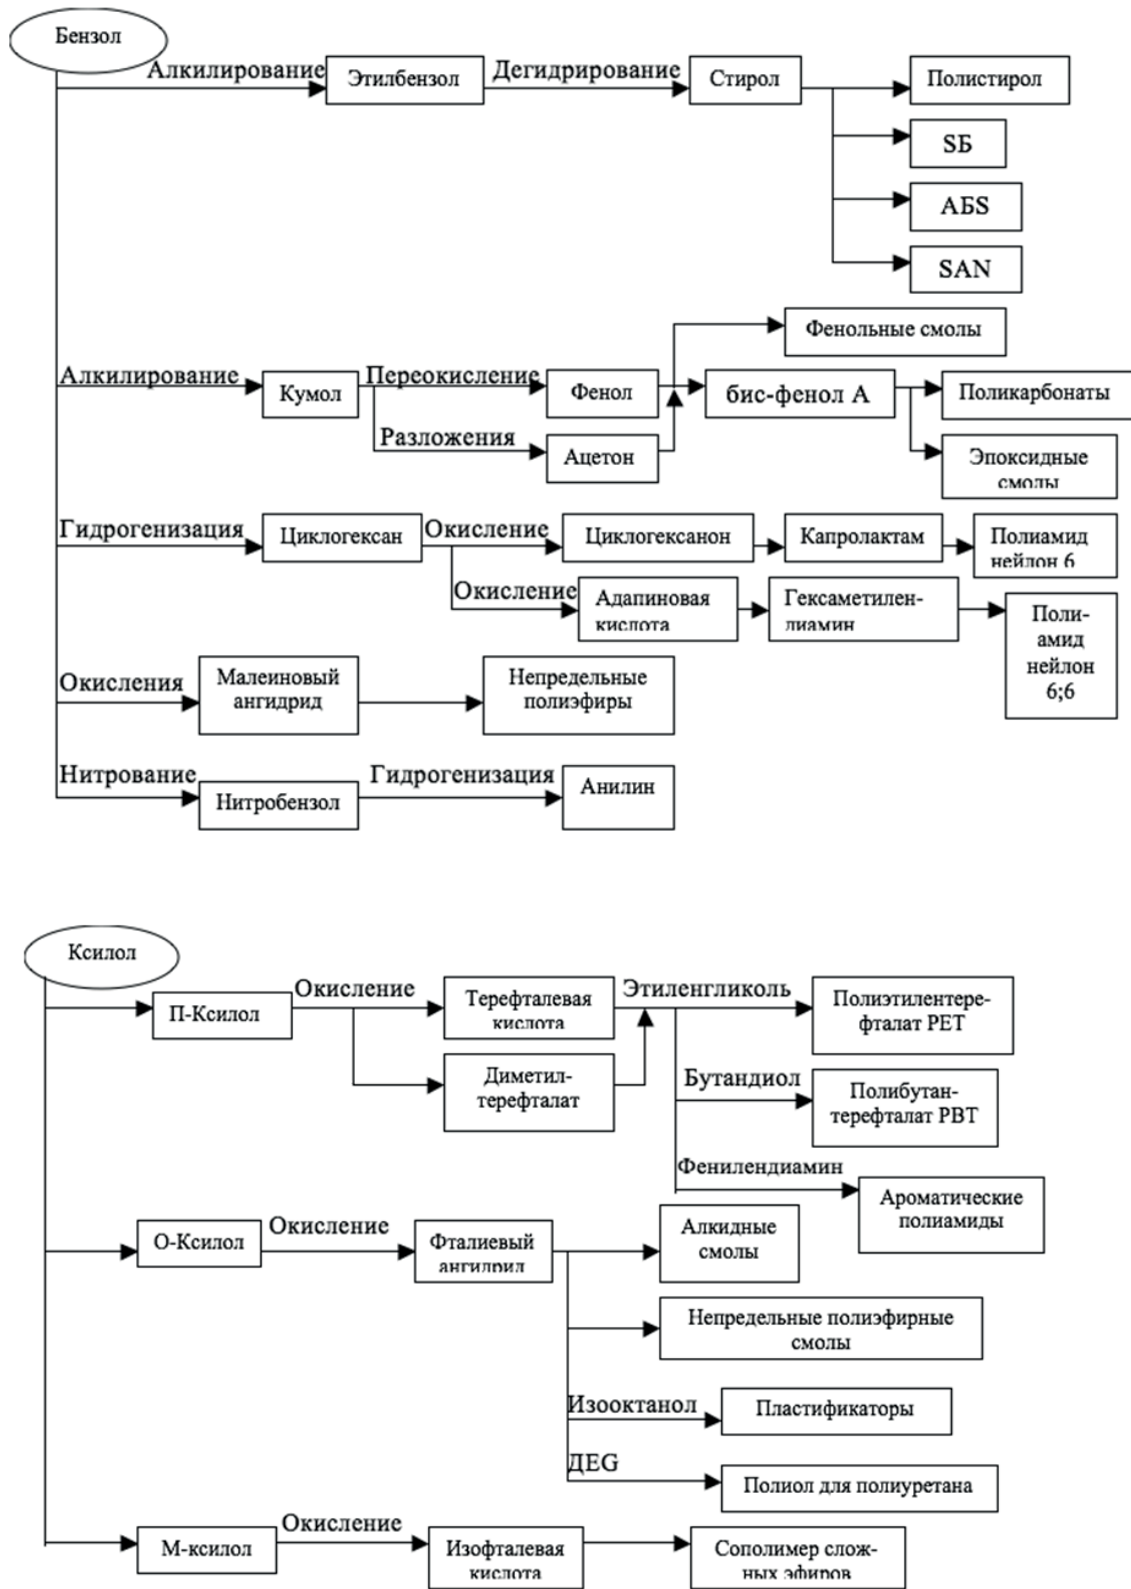 Бензол
Алкилирование
Этилбензол
Дегидрирование
Стирол
Полистирол
SБ
АБS
SAN
Фенольные смолы
Алкилирование
Кумол
Переокисление
Фенол
бис-фенол А
Поликарбонаты
Разложения
Ацетон
Эпоксидные
смолы
Гидрогенизация
Циклогексан
Окисление
Циклогексанон
Капролактам
Полиамид
нейлон 6
Окисление
Адапиновая
кислота
Гексаметилен-
диамин
Поли-
амид
нейлон
6;6
Окисления
Малеиновый
ангидрид
Непредельные
полиэфиры
Нитрование
Нитробензол
Гидрогенизация
Анилин
Ксилол
П-Ксилол
Окисление
Терефталевая
кислота
Этиленгликоль
Полиэтилентере-
фталат PET
Диметил-
терефталат
Бутандиол
Полибутан-
терефталат PBT
Фенилендиамин
Ароматические
полиамиды
О-Ксилол
Окисление
Фталиевый
ангидрид
Алкидные
смолы
Непредельные полиэфирные
смолы
Изооктанол
Пластификаторы
ДЕG
Полиол для полиуретана
М-ксилол
Окисление
Изофталевая
кислота
Сополимер слож-
ных эфиров